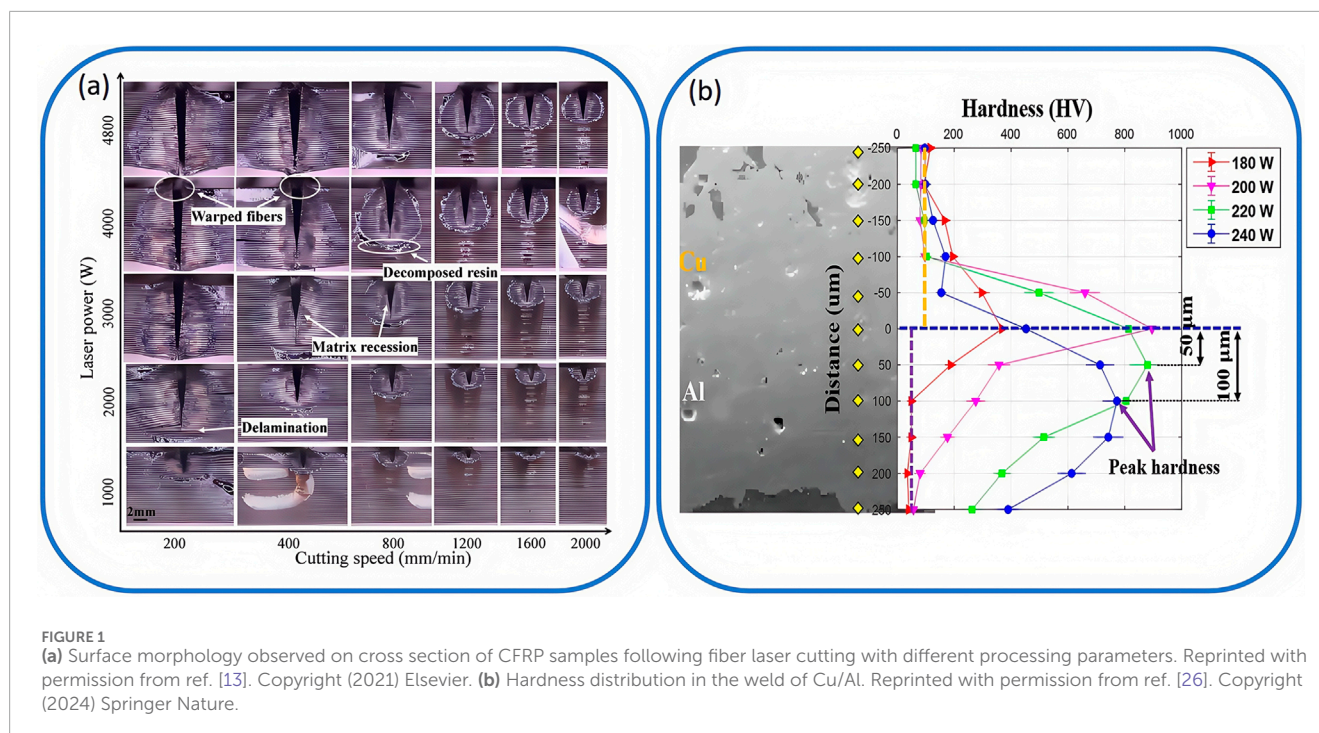 (a)
Laser power (W)
4800
4000
3000
2000
1000
Warped fibers
Decomposed resin
Matrix recession
Delamination
2mm
200 400 800 1200 1600 2000
Cutting speed (mm/min)
(b)
Hardness (HV)
0 200 400 600 800 1000
Distance (um)
-250
-200
-150
-100
-50
0
50
100
150
200
250
Cu
Al
180 W
200 W
220 W
240 W
50 μm
100 μm
Peak hardness
FIGURE 1
(a) Surface morphology observed on cross section of CFRP samples following fiber laser cutting with different processing parameters. Reprinted with
permission from ref. [13]. Copyright (2021) Elsevier. (b) Hardness distribution in the weld of Cu/Al. Reprinted with permission from ref. [26]. Copyright
(2024) Springer Nature.